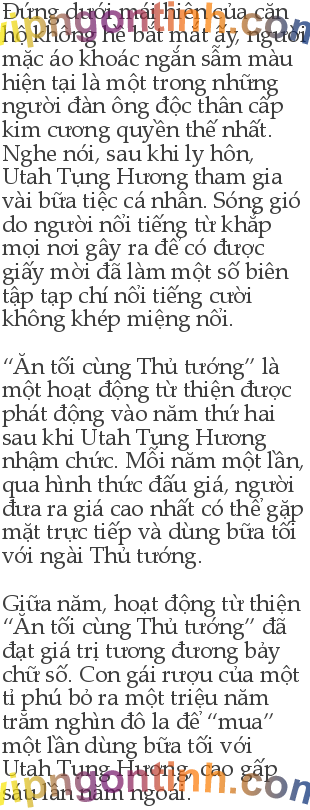 Đứng dưới mái hiên của căn
hộ không hề bắt mắt ấy, người
mặc áo khoác ngắn sẫm màu
hiện tại là một trong những
người đàn ông độc thân cấp
kim cương quyền thế nhất.
Nghe nói, sau khi ly hôn,
Utah Tụng Hương tham gia
vài bữa tiệc cá nhân. Sóng gió
do người nổi tiếng từ khắp
mọi nơi gây ra để có được
giấy mời đã làm một số biên
tập tạp chí nổi tiếng cười
không khép miệng nổi.
“Ăn tối cùng Thủ tướng” là
một hoạt động từ thiện được
phát động vào năm thứ hai
sau khi Utah Tụng Hương
nhậm chức. Mỗi năm một lần,
qua hình thức đấu giá, người
đưa ra giá cao nhất có thể gặp
mặt trực tiếp và dùng bữa tối
với ngài Thủ tướng.
Giữa năm, hoạt động từ thiện
“Ăn tối cùng Thủ tướng” đã
đạt giá trị tương đương bảy
chữ số. Con gái rượu của một
tỉ phú bỏ ra một triệu năm
trăm nghìn đô la để “mua”
một lần dùng bữa tối với
Utah Tụng Hương, cao gấp
sáu lần năm ngoái.
vipngontinh.com
vipngontinh.com